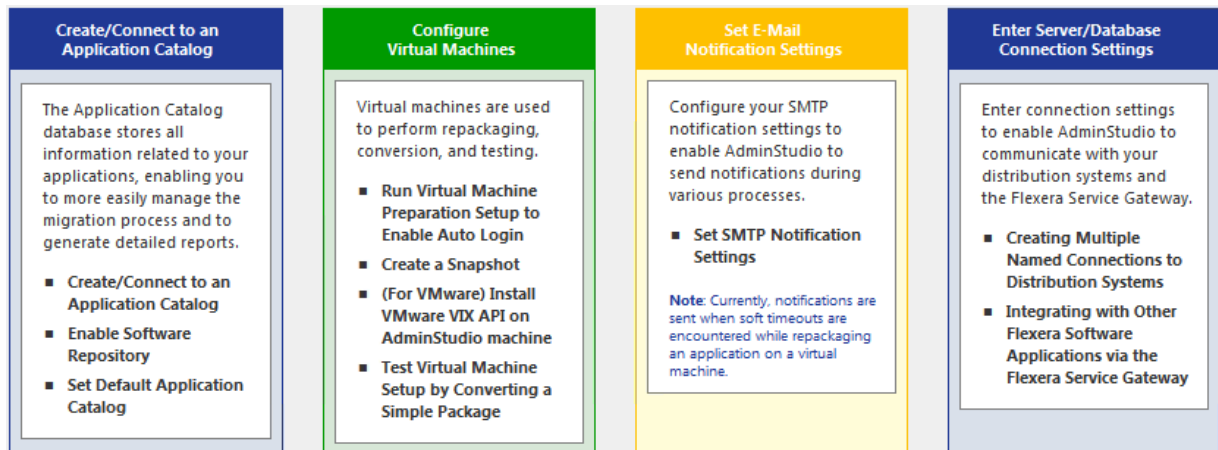 Create/Connect to an
Application Catalog
The Application Catalog
database stores all
information related to your
applications, enabling you
to more easily manage the
migration process and to
generate detailed reports.
▪ Create/Connect to an
Application Catalog
▪ Enable Software
Repository
▪ Set Default Application
Catalog
Configure
Virtual Machines
Virtual machines are used
to perform repackaging,
conversion, and testing.
▪ Run Virtual Machine
Preparation Setup to
Enable Auto Login
▪ Create a Snapshot
▪ (For VMware) Install
VMware VIX API on
AdminStudio machine
▪ Test Virtual Machine
Setup by Converting a
Simple Package
Set E-Mail
Notification Settings
Configure your SMTP
notification settings to
enable AdminStudio to
send notifications during
various processes.
▪ Set SMTP Notification
Settings
Note: Currently, notifications are
sent when soft timeouts are
encountered while repackaging
an application on a virtual
machine.
Enter Server/Database
Connection Settings
Enter connection settings
to enable AdminStudio to
communicate with your
distribution systems and
the Flexera Service Gateway.
▪ Creating Multiple
Named Connections to
Distribution Systems
▪ Integrating with Other
Flexera Software
Applications via the
Flexera Service Gateway